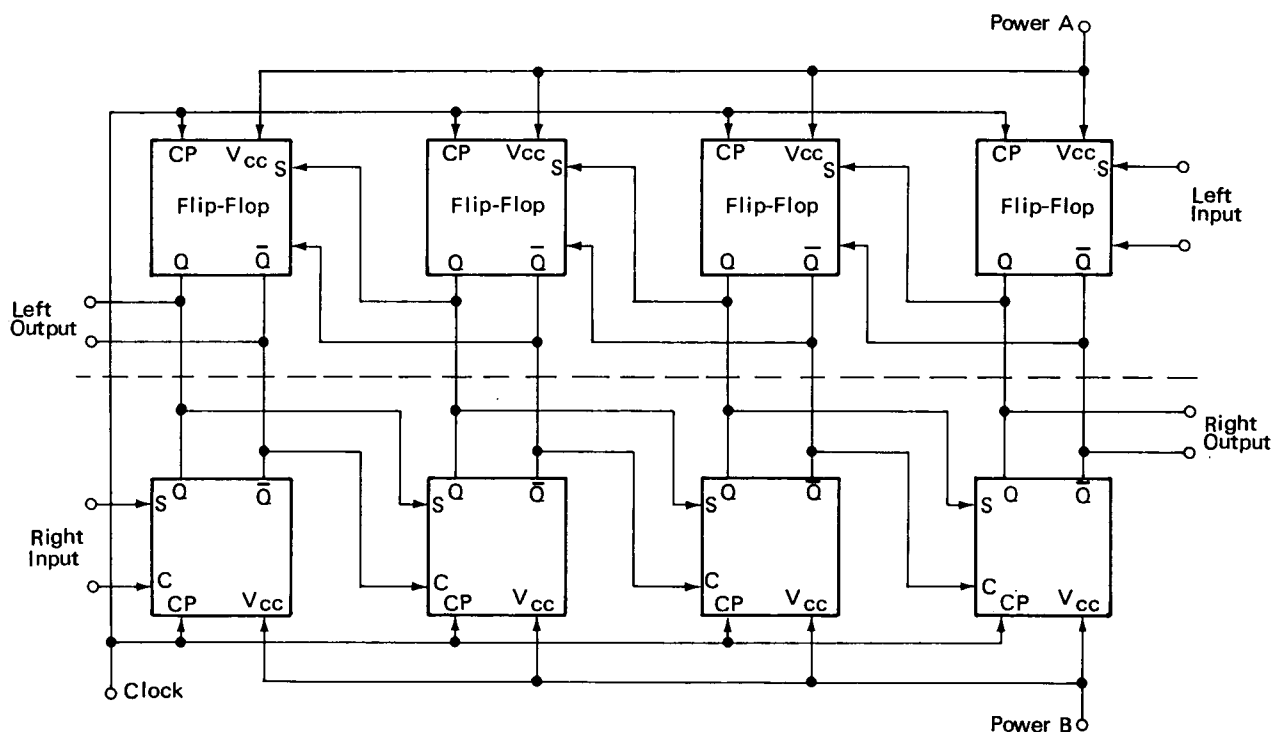 Power A
CP Vcc S CP Vcc S CP Vcc S CP Vcc S
Flip-Flop Flip-Flop Flip-Flop Flip-Flop
Left
Input
Q Q̅ Q Q̅ Q Q̅ Q Q̅
Left
Output
Right
Output
Q Q̅ Q Q̅ Q Q̅ Q Q̅
S S S S
Right
Input
C C C C
CP Vcc CP Vcc CP Vcc CP Vcc
Clock
Power B